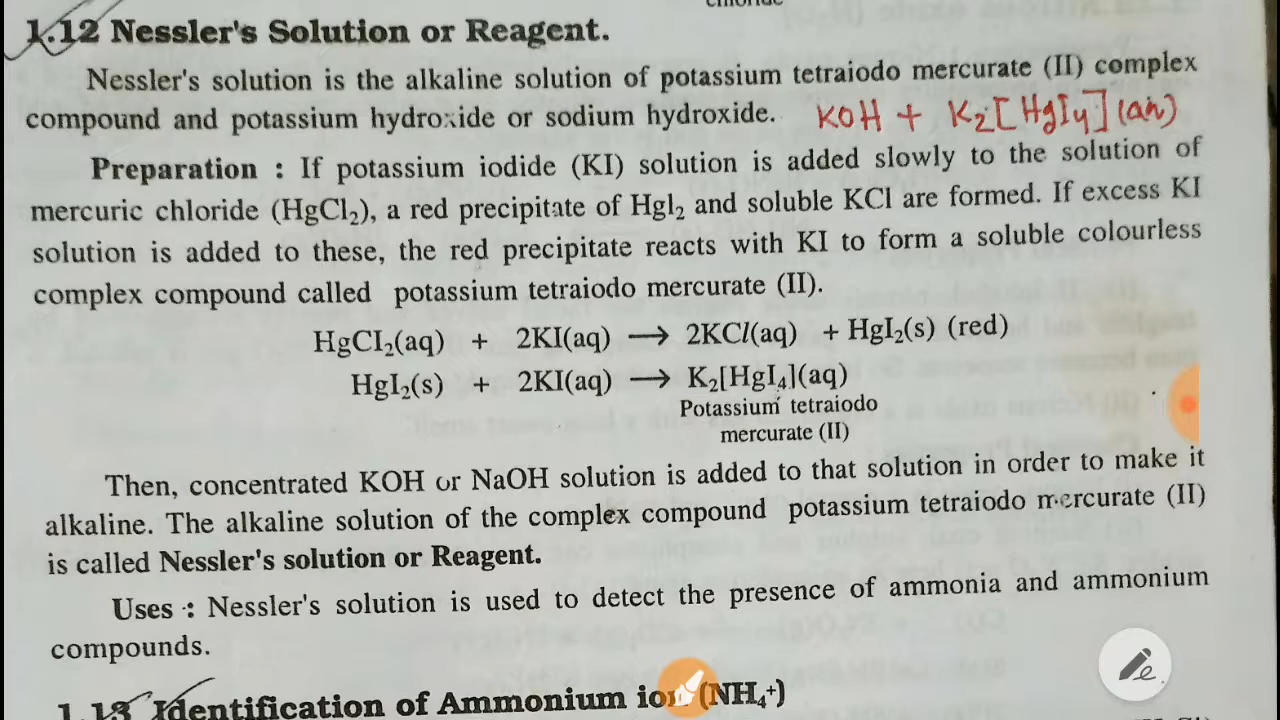 chloride
1.12 Nessler's Solution or Reagent.
Nessler's solution is the alkaline solution of potassium tetraiodo mercurate (II) complex
compound and potassium hydroxide or sodium hydroxide. KOH + K₂[HgI₄](aq)
Preparation : If potassium iodide (KI) solution is added slowly to the solution of
mercuric chloride (HgCl₂), a red precipitate of HgI₂ and soluble KCl are formed. If excess KI
solution is added to these, the red precipitate reacts with KI to form a soluble colourless
complex compound called potassium tetraiodo mercurate (II).
HgCI₂(aq) + 2KI(aq) ⟶ 2KCl(aq) + HgI₂(s) (red)
HgI₂(s) + 2KI(aq) ⟶ K₂[HgI₄](aq)
Potassium tetraiodo
mercurate (II)
Then, concentrated KOH or NaOH solution is added to that solution in order to make it
alkaline. The alkaline solution of the complex compound potassium tetraiodo mercurate (II)
is called Nessler's solution or Reagent.
Uses : Nessler's solution is used to detect the presence of ammonia and ammonium
compounds.
1.13 Identification of Ammonium ion (NH₄⁺)